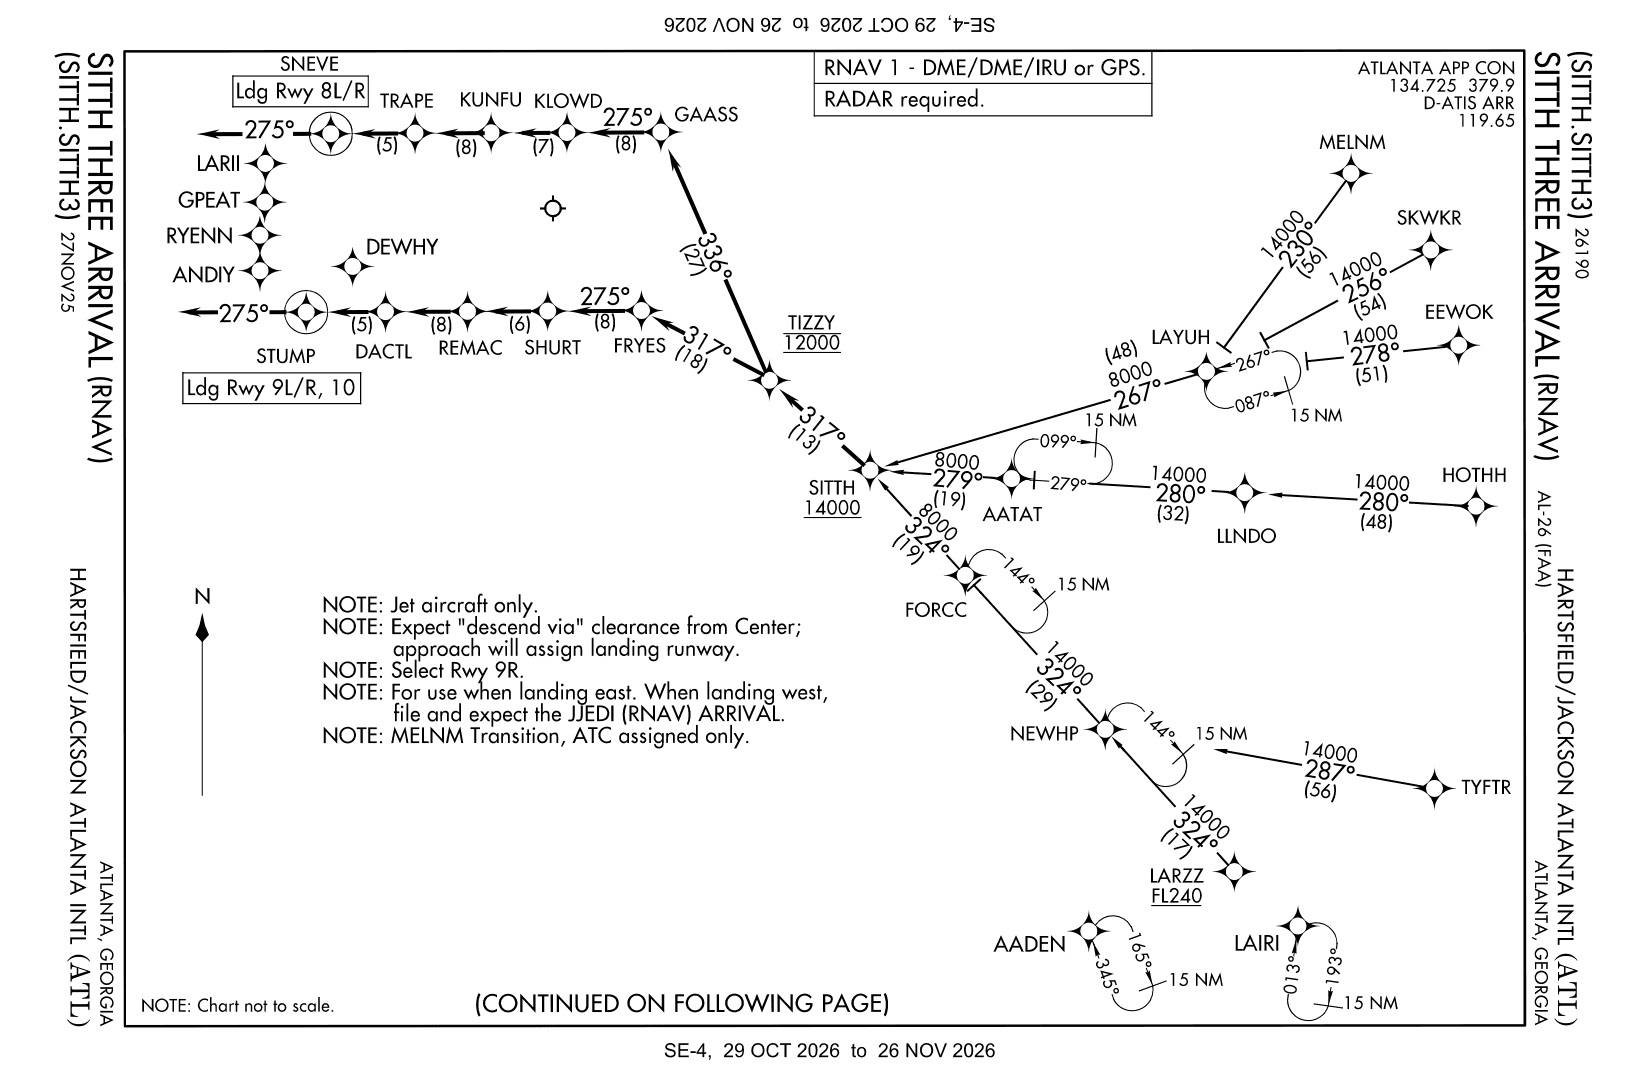 SE-4, 29 OCT 2026 to 26 NOV 2026
(SITTH.SITTH3) 27NOV25
SITTH THREE ARRIVAL (RNAV)
HARTSFIELD/JACKSON ATLANTA INTL (ATL)
ATLANTA, GEORGIA
RNAV 1 - DME/DME/IRU or GPS.
RADAR required.
ATLANTA APP CON
134.725 379.9
D-ATIS ARR
119.65
SNEVE
Ldg Rwy 8L/R
TRAPE
KUNFU
KLOWD
GAASS
275°
275°
(5)
(8)
(7)
(8)
LARII
GPEAT
RYENN
ANDIY
DEWHY
336°
(27)
275°
275°
(5)
(8)
(6)
(8)
STUMP
DACTL
REMAC
SHURT
FRYES
Ldg Rwy 9L/R, 10
317°
(18)
TIZZY
12000
317°
(13)
SITTH
14000
MELNM
14000
230°
(56)
SKWKR
14000
256°
(54)
EEWOK
14000
278°
(51)
LAYUH
267°
087°
15 NM
(48)
8000
267°
15 NM
099°
279°
8000
279°
(19)
AATAT
14000
280°
(32)
LLNDO
14000
280°
(48)
HOTHH
8000
324°
(19)
FORCC
144°
15 NM
14000
324°
(29)
NEWHP
144°
15 NM
14000
287°
(56)
TYFTR
14000
324°
(17)
LARZZ
FL240
AADEN
165°
345°
15 NM
LAIRI
013°
193°
15 NM
N
NOTE: Jet aircraft only.
NOTE: Expect "descend via" clearance from Center;
approach will assign landing runway.
NOTE: Select Rwy 9R.
NOTE: For use when landing east. When landing west,
file and expect the JJEDI (RNAV) ARRIVAL.
NOTE: MELNM Transition, ATC assigned only.
NOTE: Chart not to scale.
(CONTINUED ON FOLLOWING PAGE)
(SITTH.SITTH3) 26190
SITTH THREE ARRIVAL (RNAV)
AL-26 (FAA)
HARTSFIELD/JACKSON ATLANTA INTL (ATL)
ATLANTA, GEORGIA
SE-4, 29 OCT 2026 to 26 NOV 2026